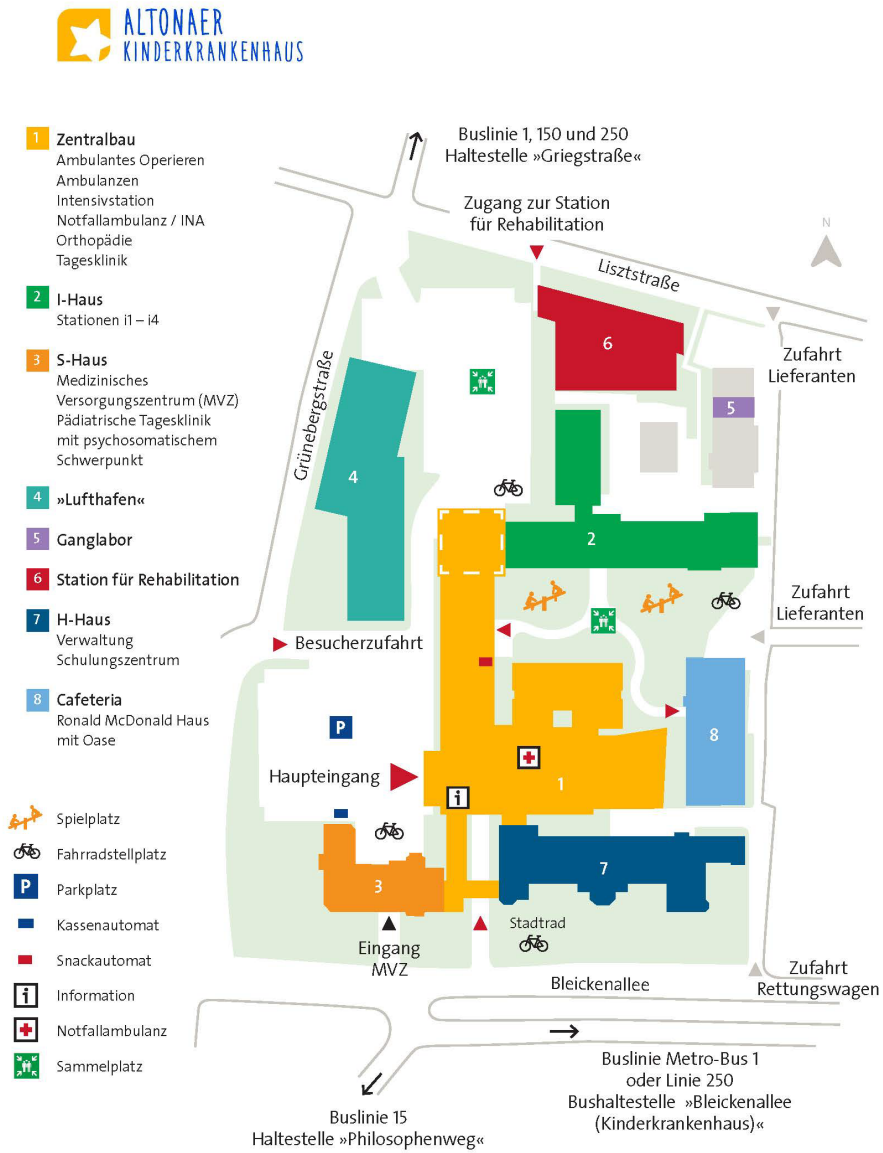 ALTONAER
KINDERKRANKENHAUS
1 Zentralbau
Ambulantes Operieren
Ambulanzen
Intensivstation
Notfallambulanz / INA
Orthopädie
Tagesklinik
2 I-Haus
Stationen i1 – i4
3 S-Haus
Medizinisches
Versorgungszentrum (MVZ)
Pädiatrische Tagesklinik
mit psychosomatischem
Schwerpunkt
4 »Lufthafen«
5 Ganglabor
6 Station für Rehabilitation
7 H-Haus
Verwaltung
Schulungszentrum
8 Cafeteria
Ronald McDonald Haus
mit Oase
Spielplatz
Fahrradstellplatz
P Parkplatz
Kassenautomat
Snackautomat
i Information
Notfallambulanz
Sammelplatz
Buslinie 1, 150 und 250
Haltestelle »Griegstraße«
Zugang zur Station
für Rehabilitation
N
Lisztstraße
Grünebergstraße
6
Zufahrt
Lieferanten
5
4
2
Zufahrt
Lieferanten
Besucherzufahrt
P
8
Haupteingang
1
i
7
3
Stadtrad
Eingang
MVZ
Zufahrt
Rettungswagen
Bleickenallee
Buslinie Metro-Bus 1
oder Linie 250
Bushaltestelle »Bleickenallee
(Kinderkrankenhaus)«
Buslinie 15
Haltestelle »Philosophenweg«